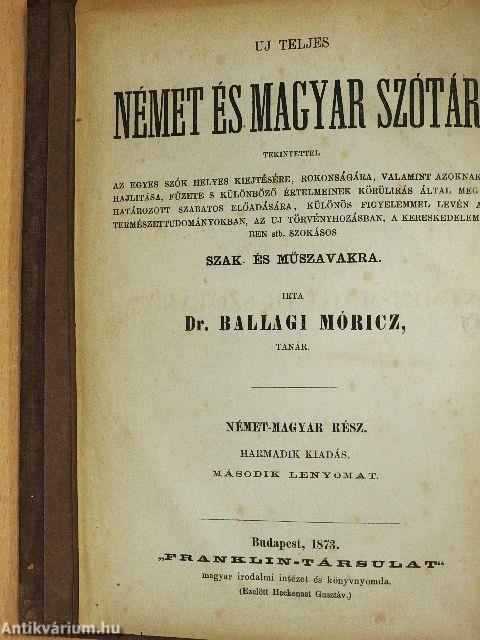 UJ TELJES
NÉMET ÉS MAGYAR SZÓTÁR
TEKINTETTEL
AZ EGYES SZÓK HELYES KIEJTÉSÉRE, ROKONSÁGÁRA, VALAMINT AZOKNAK
HAJLITÁSA, FŰZETE S KÜLÖNBÖZŐ ÉRTELMEINEK KÖRÜLIRÁS ÁLTAL MEG
HATÁROZOTT SZABATOS ELŐADÁSÁRA, KÜLÖNÖS FIGYELEMMEL LEVÉN A
TERMÉSZETTUDOMÁNYOKBAN, AZ UJ TÖRVÉNYHOZÁSBAN, A KERESKEDELEM
BEN stb. SZOKÁSOS
SZAK- ÉS MŰSZAVAKRA.
IRTA
Dr. BALLAGI MÓRICZ,
TANÁR.
NÉMET-MAGYAR RÉSZ.
HARMADIK KIADÁS.
MÁSODIK LENYOMAT.
Budapest, 1873.
„FRANKLIN-TÁRSULAT"
magyar irodalmi intézet és könyvnyomda.
(Ezelőtt Heckenast Gusztáv.)
Antikvárium.hu